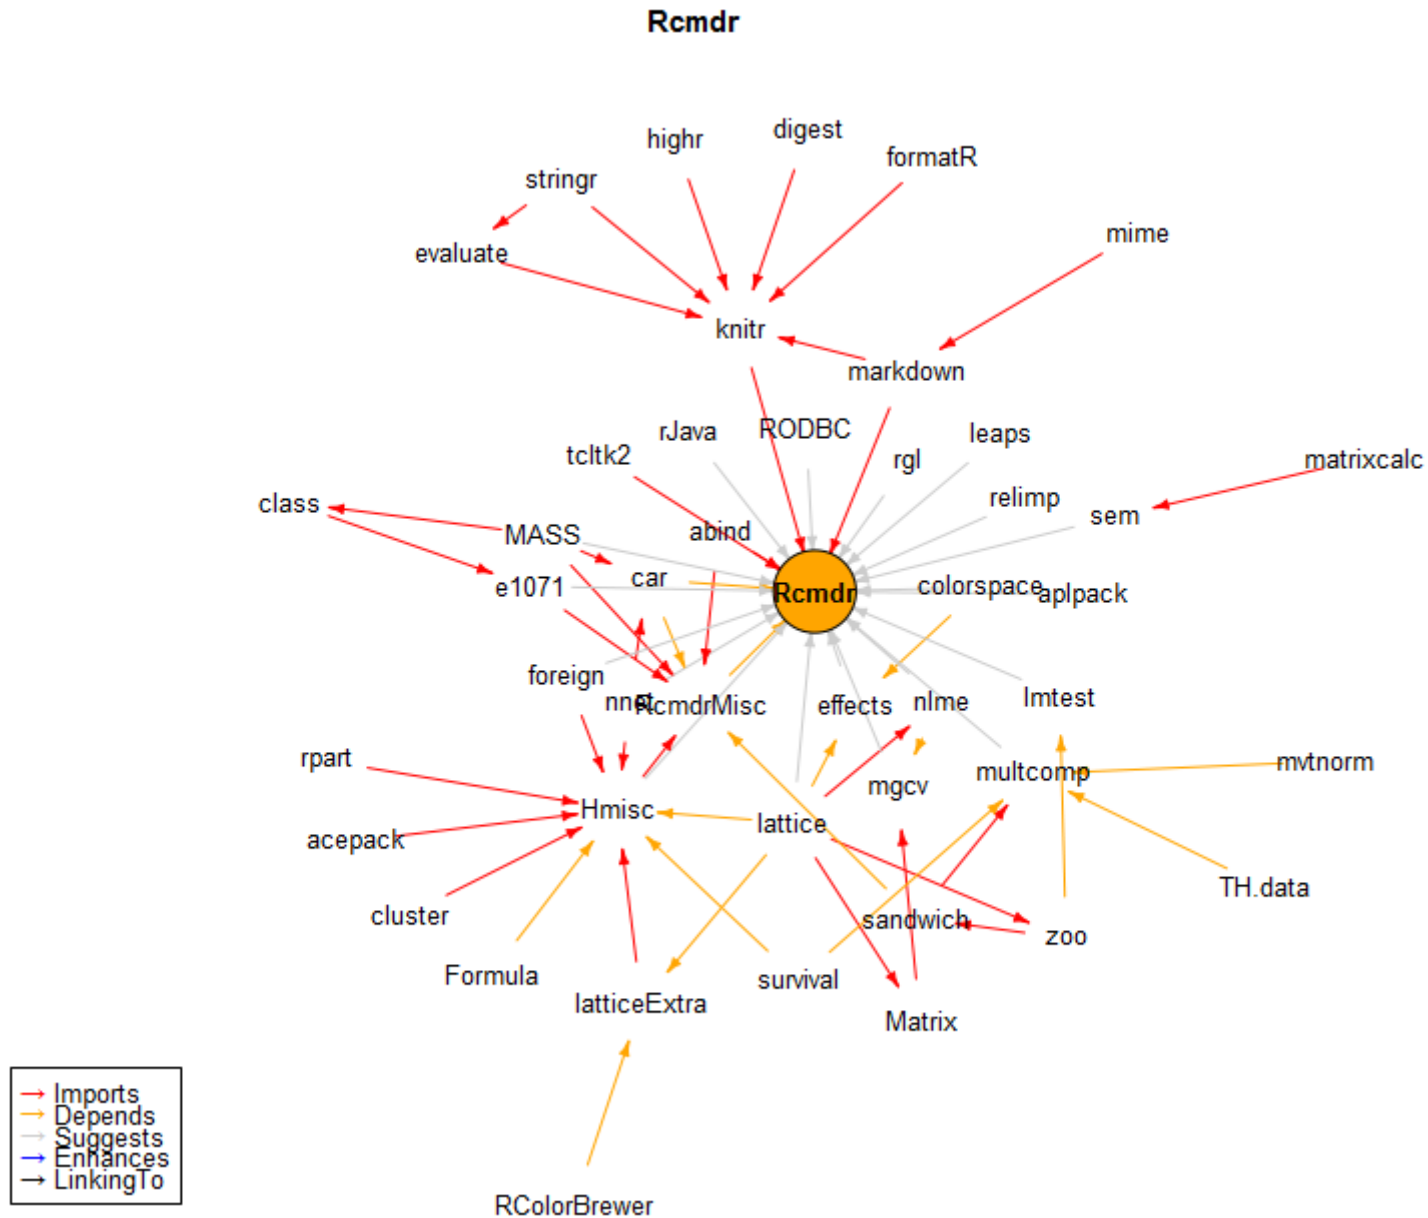 Rcmdr
digest
highr
formatR
stringr
mime
evaluate
knitr
markdown
rJava
RODBC
leaps
tcltk2
rgl
matrixcalc
relimp
class
sem
MASS
abind
car
e1071
Rcmdr
colorspace
aplpack
foreign
nnet
RcmdrMisc
effects
nlme
lmtest
rpart
mgcv
multcomp
mvtnorm
Hmisc
lattice
acepack
TH.data
cluster
sandwich
zoo
Formula
survival
latticeExtra
Matrix
Imports
Depends
Suggests
Enhances
LinkingTo
RColorBrewer